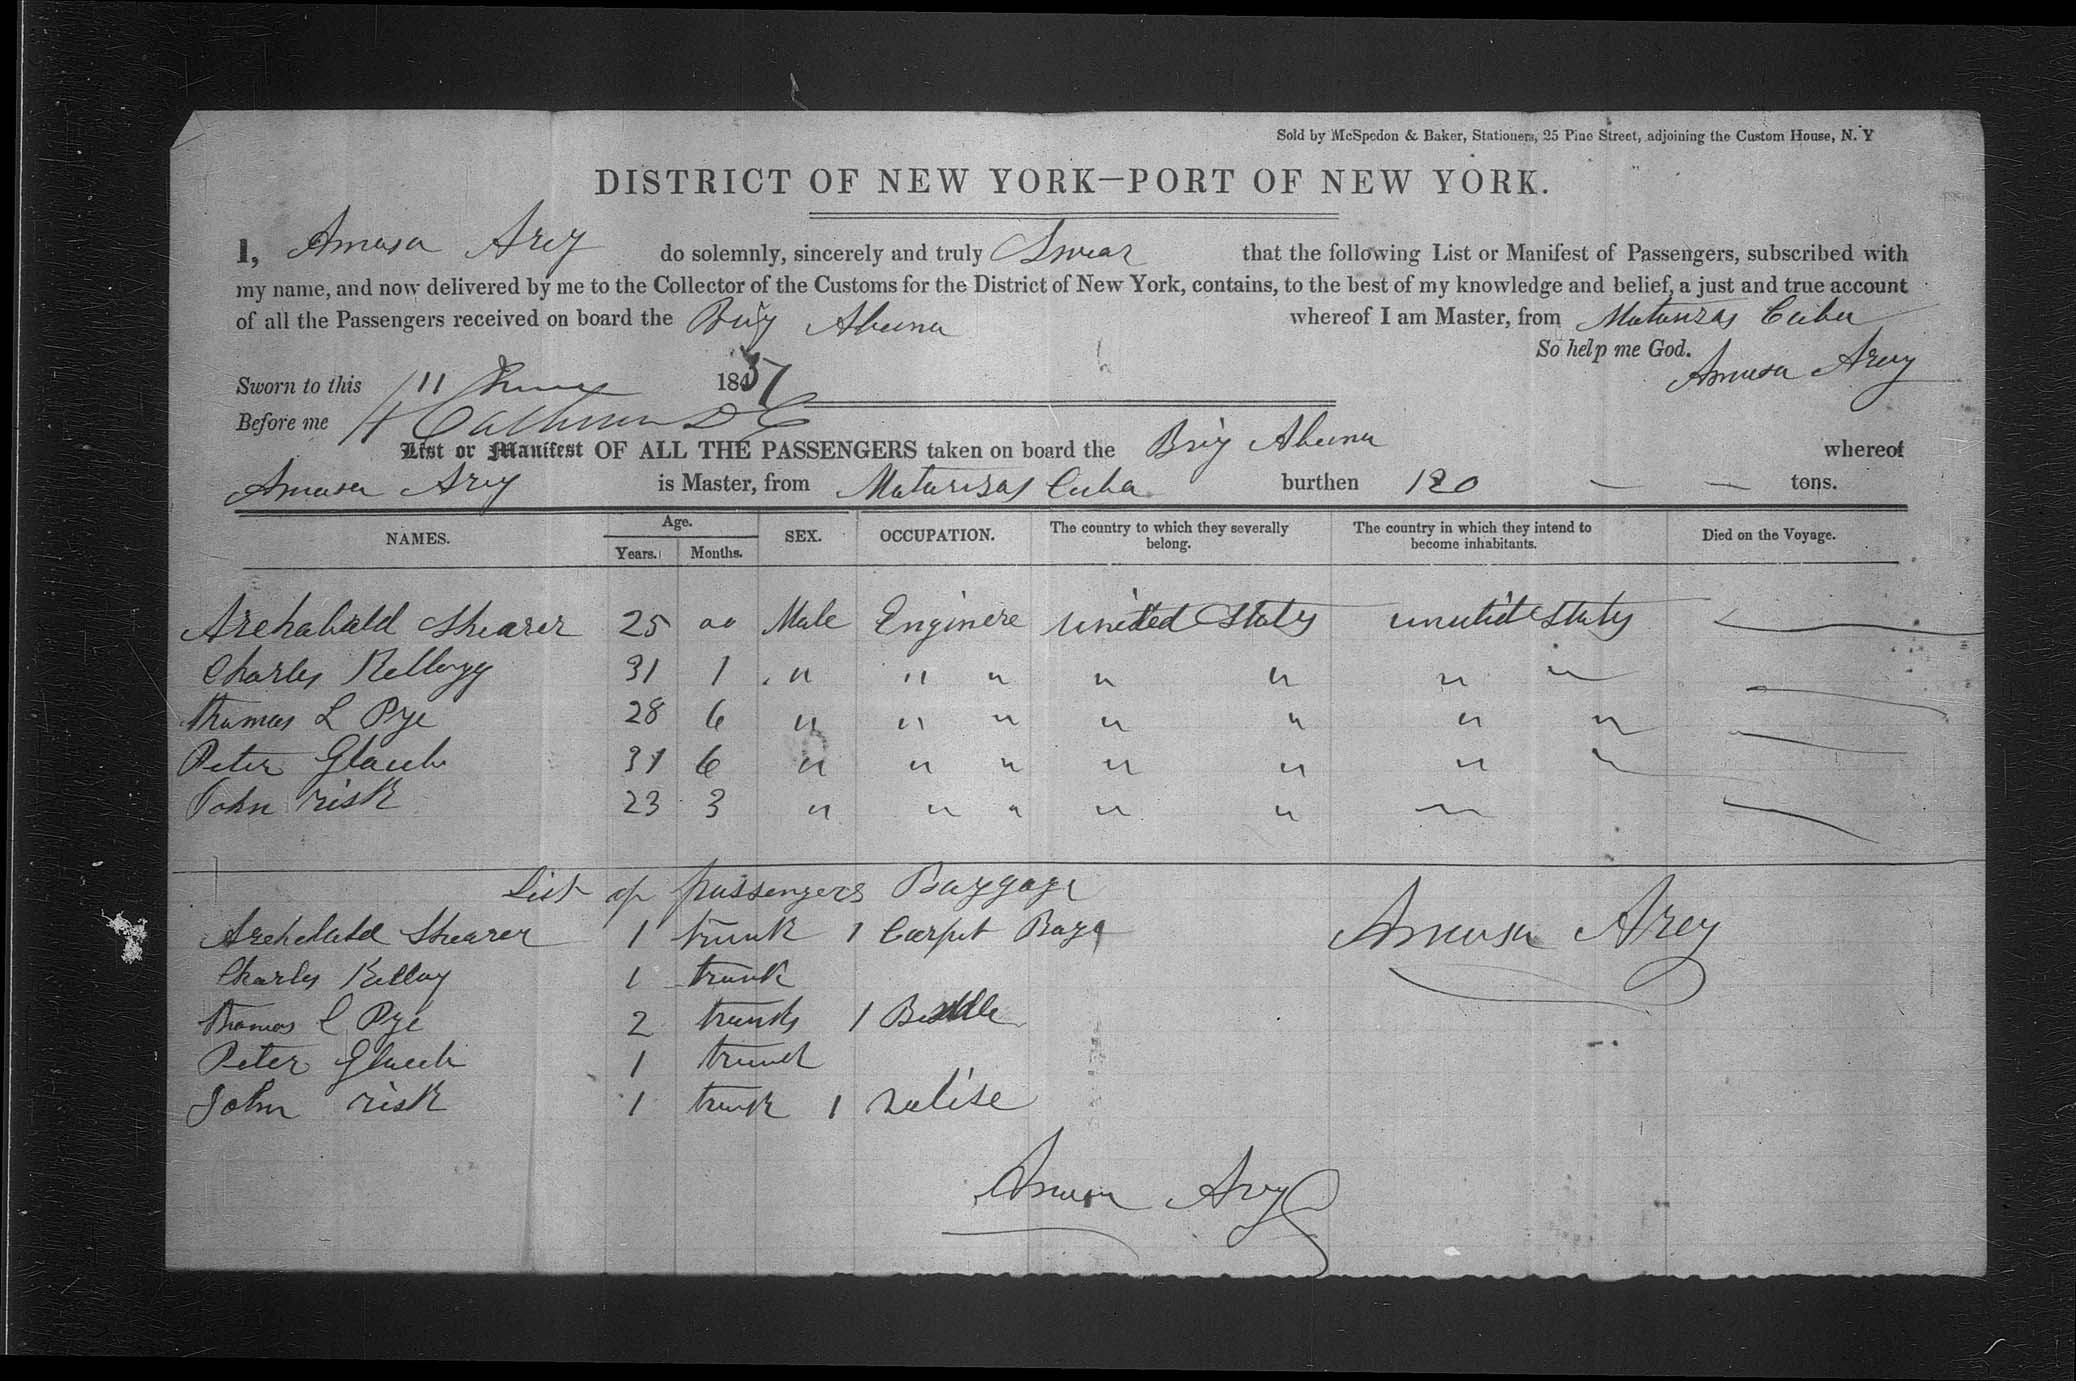 Sold by McSpedon & Baker, Stationers, 25 Pine Street, adjoining the Custom House, N. Y
DISTRICT OF NEW YORK—PORT OF NEW YORK.
I, Amasa Arey do solemnly, sincerely and truly Swear that the following List or Manifest of Passengers, subscribed with
my name, and now delivered by me to the Collector of the Customs for the District of New York, contains, to the best of my knowledge and belief, a just and true account
of all the Passengers received on board the Brig whereof I am Master, from Matanzas Cuba
So help me God.
Amasa Arey
Sworn to this 11 184
Before me H Calhoun D C
List or Manifest OF ALL THE PASSENGERS taken on board the Brig whereof
Amasa Arey is Master, from Matanzas Cuba burthen 120 — — tons.
NAMES. Age. SEX. OCCUPATION. The country to which they severally belong. The country in which they intend to become inhabitants. Died on the Voyage.
Years. Months.
Archabald Shearer 25 oo Male Enginere united States united States —
Charles Kellogg 31 1 " " " " " " " —
Thomas L Pye 28 6 " " " " " " " —
Peter 31 6 " " " " " " " —
John risk 23 3 " " " " " " —
List of passengers Baggage
Archabald Shearer 1 trunk 1 Carpet Bags
Amasa Arey
Charles Kellogg 1 trunk
Thomas L Pye 2 trunks 1
Peter 1 trunk
John risk 1 trunk 1 valise
Amasa Arey